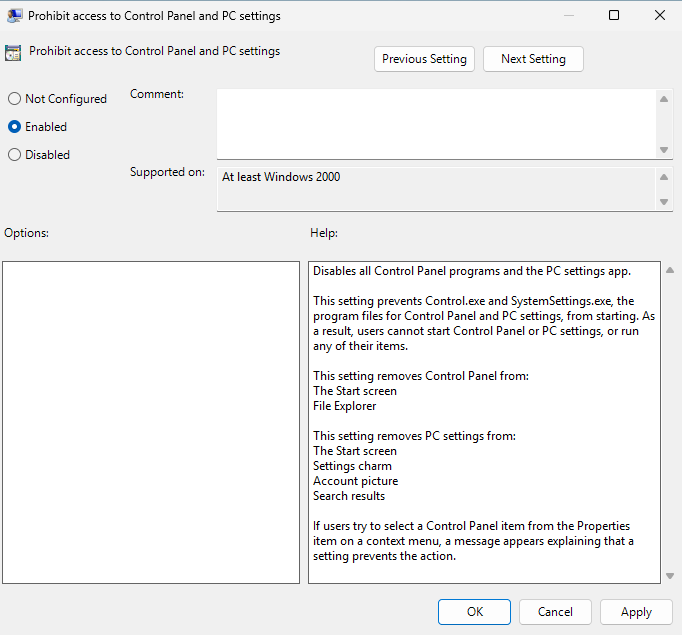 Prohibit access to Control Panel and PC settings
Prohibit access to Control Panel and PC settings
Previous Setting
Next Setting
Not Configured
Comment:
Enabled
Disabled
Supported on:
At least Windows 2000
Options:
Help:
Disables all Control Panel programs and the PC settings app.
This setting prevents Control.exe and SystemSettings.exe, the
program files for Control Panel and PC settings, from starting. As
a result, users cannot start Control Panel or PC settings, or run
any of their items.
This setting removes Control Panel from:
The Start screen
File Explorer
This setting removes PC settings from:
The Start screen
Settings charm
Account picture
Search results
If users try to select a Control Panel item from the Properties
item on a context menu, a message appears explaining that a
setting prevents the action.
OK
Cancel
Apply